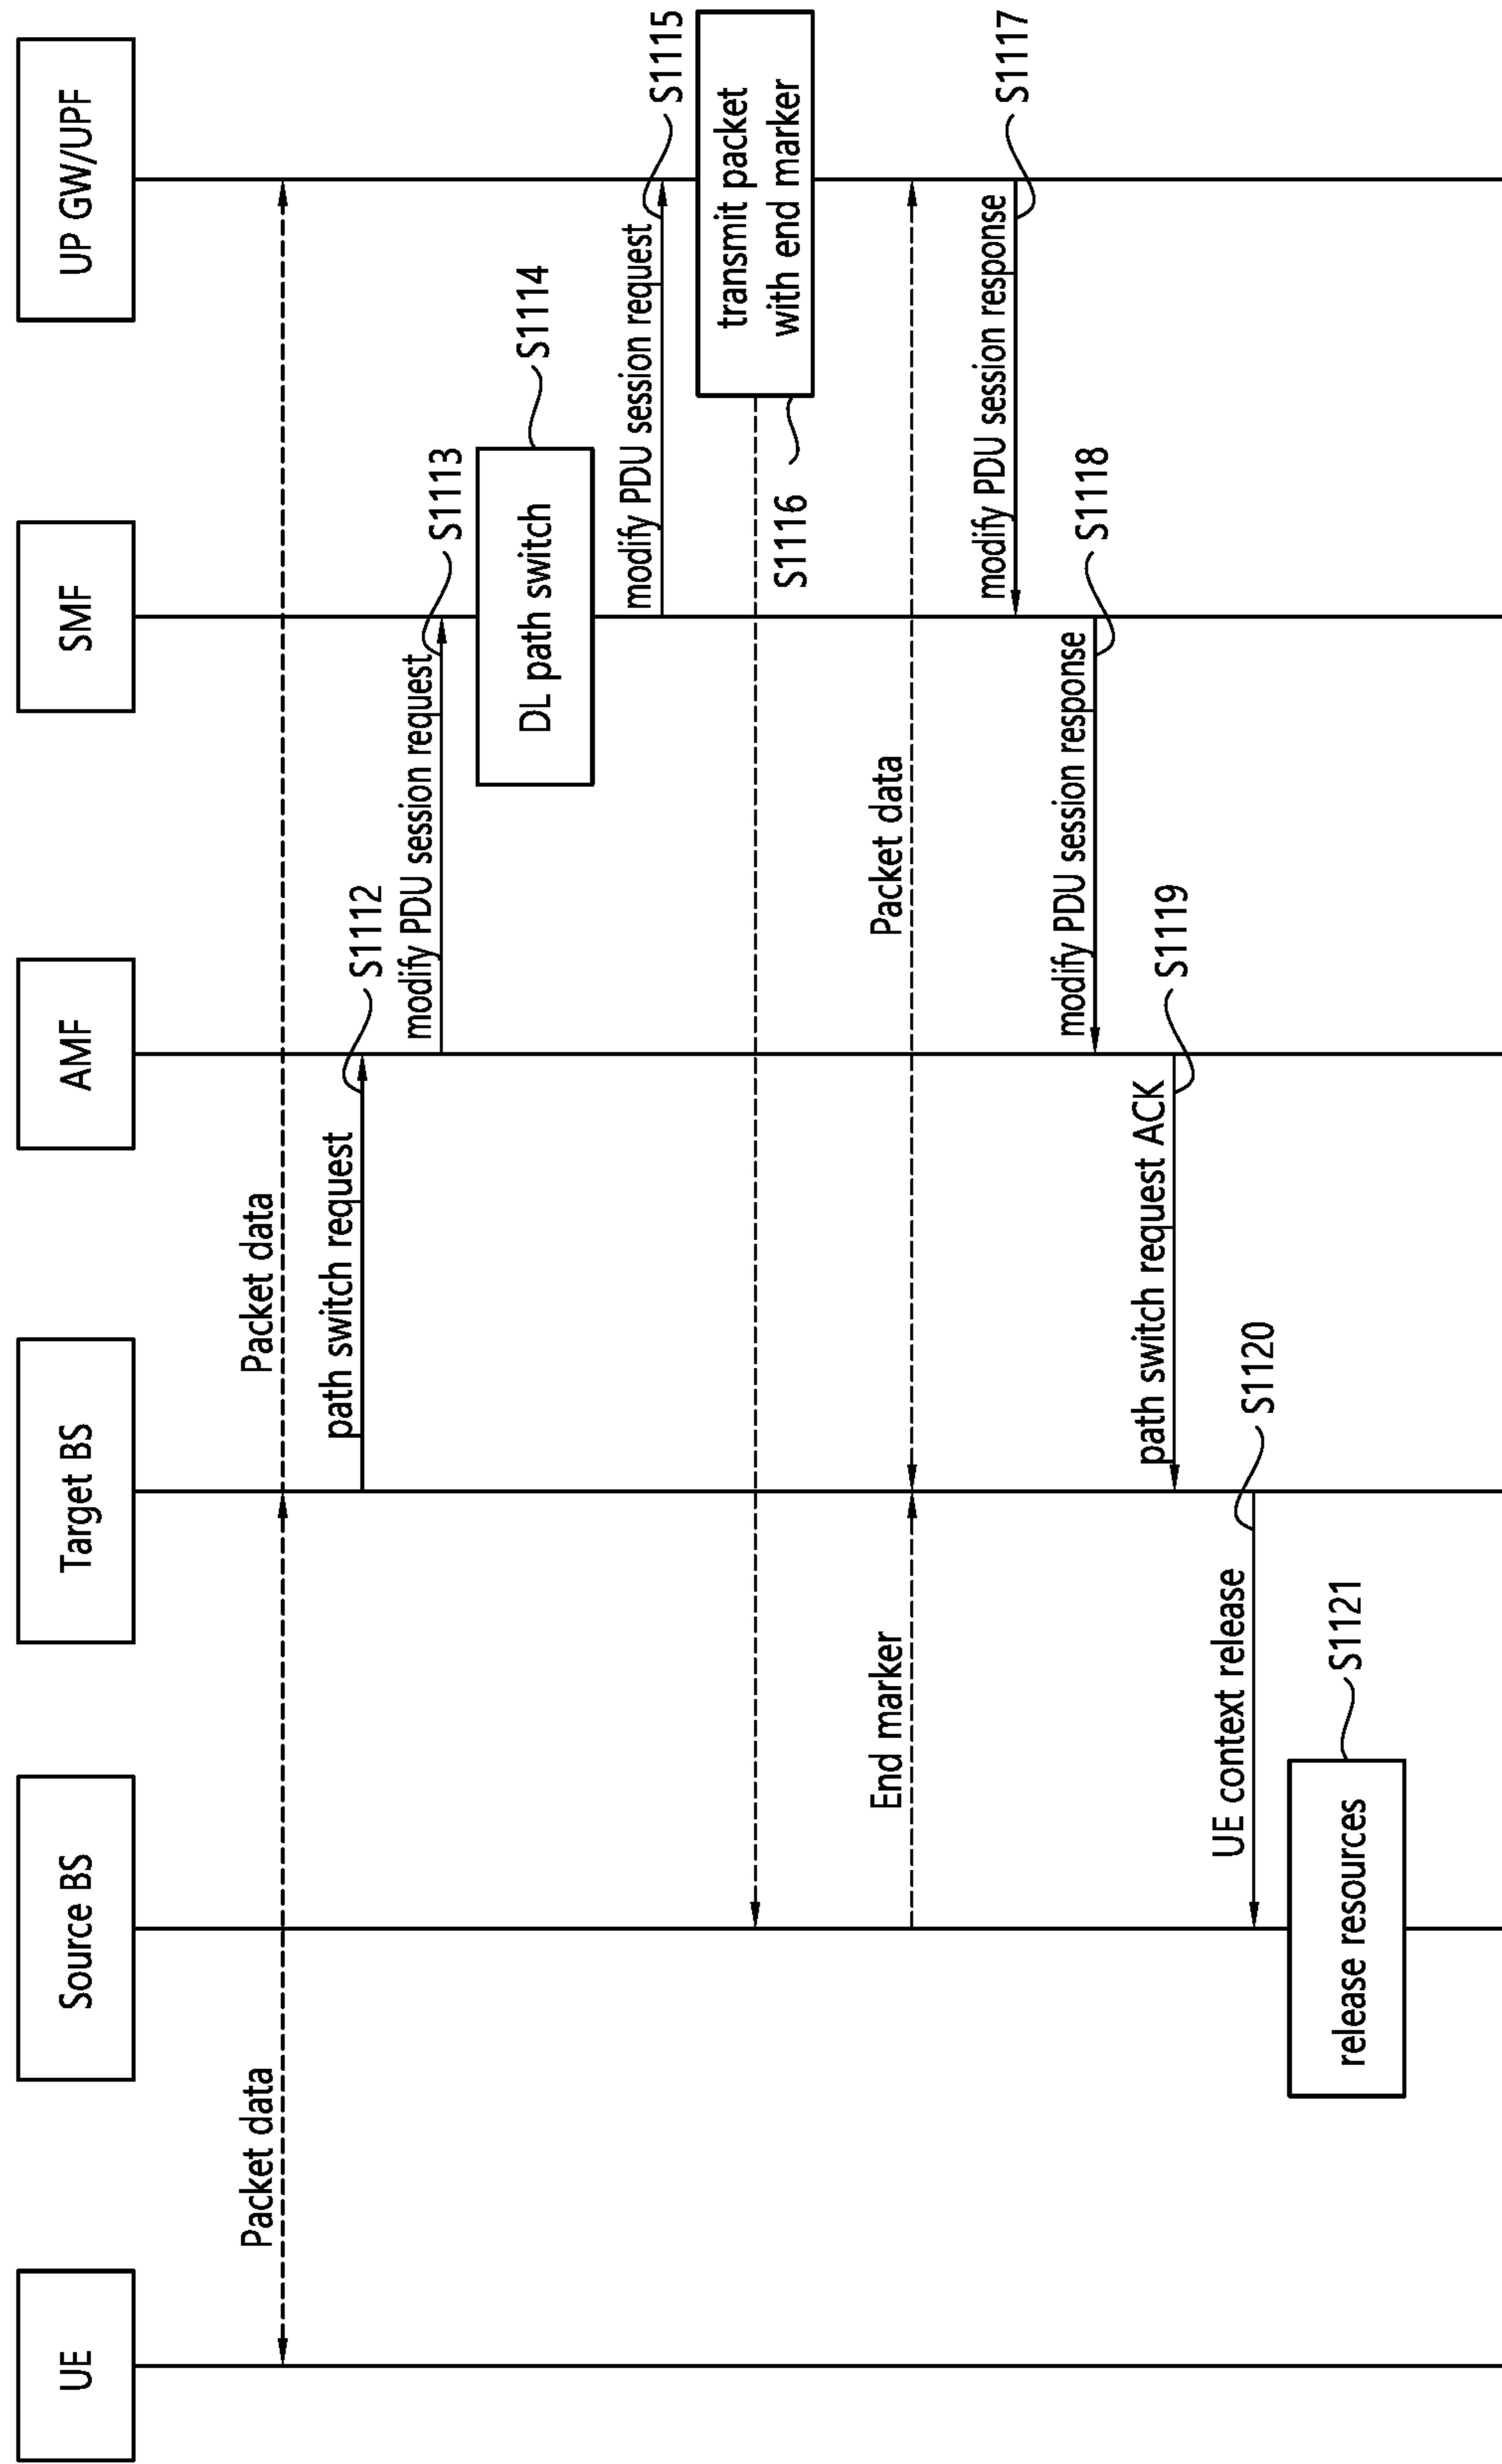 UE
Source BS
Target BS
AMF
SMF
UP GW/UPF
Packet data
Packet data
path switch request
S1112
modify PDU session request
S1113
DL path switch
S1114
modify PDU session request
S1115
transmit packet
with end marker
S1116
End marker
Packet data
modify PDU session response
S1117
modify PDU session response
S1118
path switch request ACK
S1119
UE context release
S1120
release resources
S1121